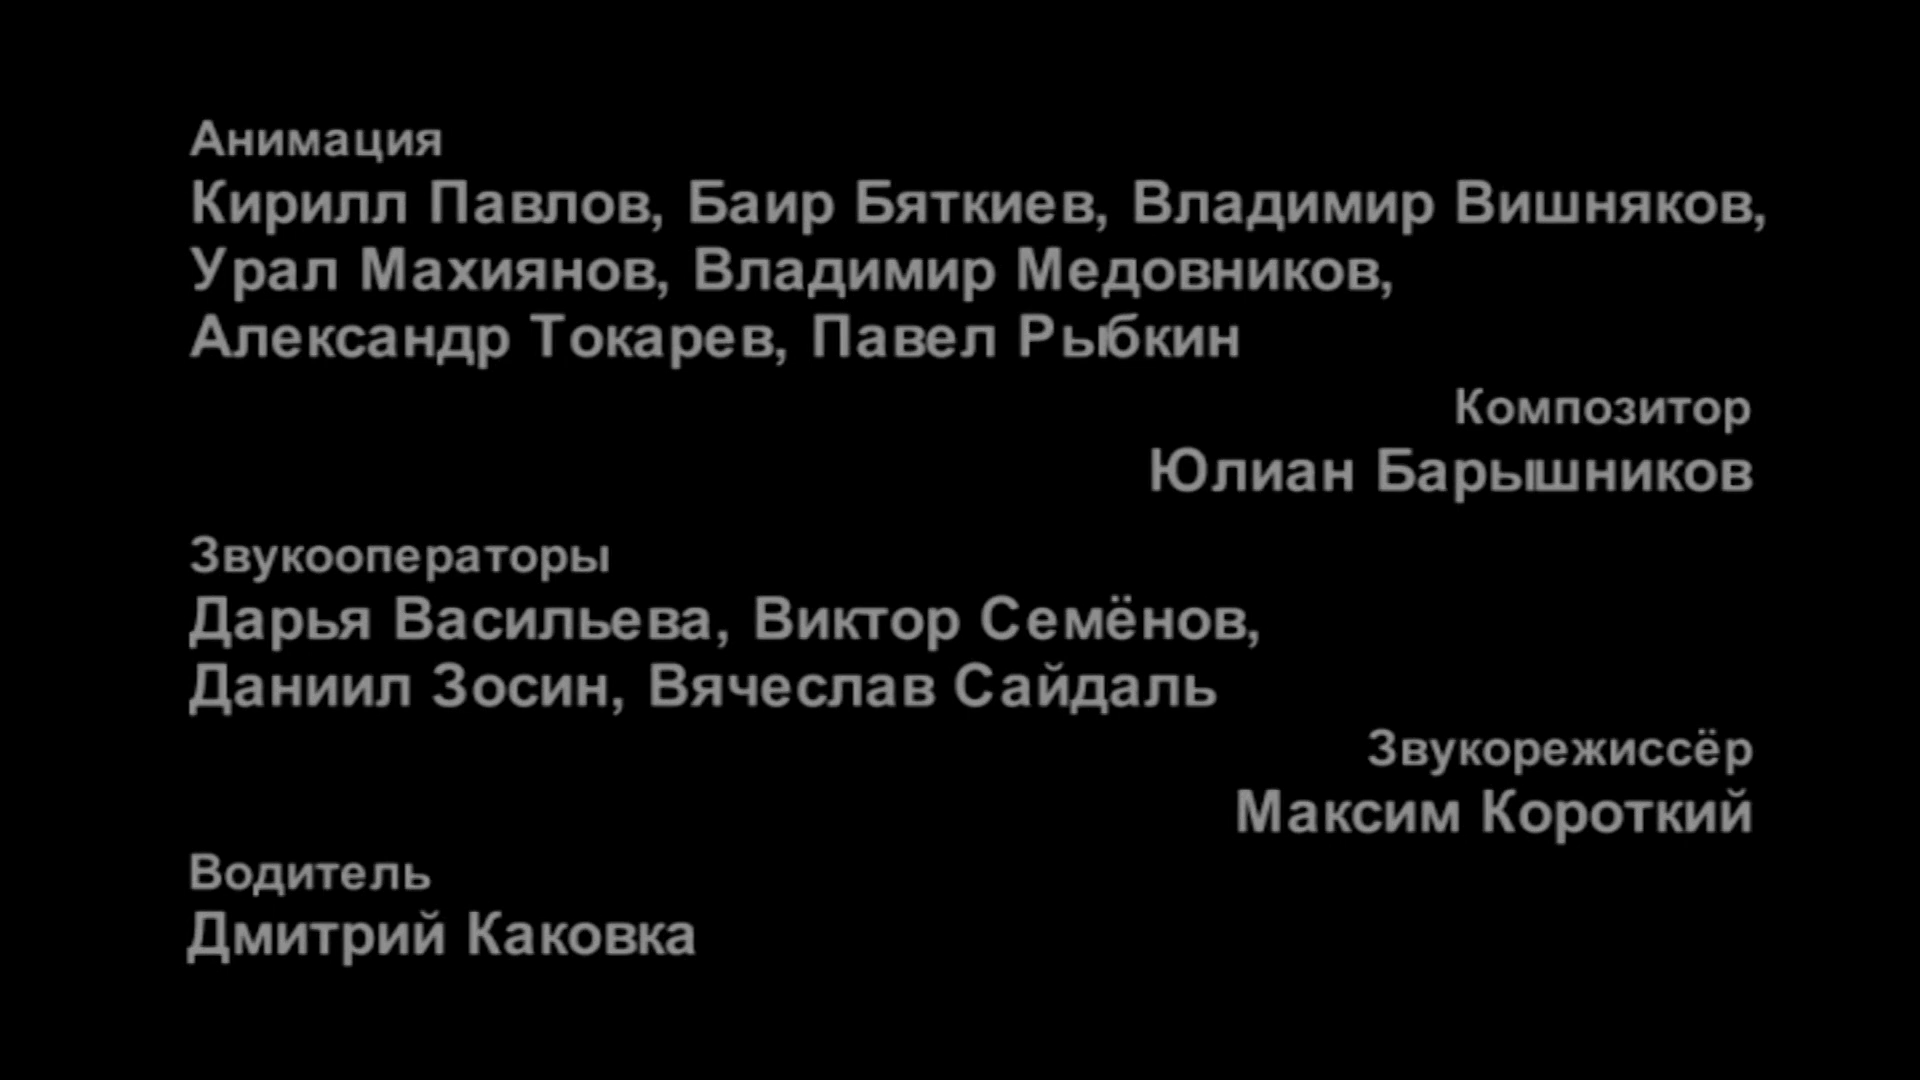 Анимация
Кирилл Павлов, Баир Бяткиев, Владимир Вишняков,
Урал Махиянов, Владимир Медовников,
Александр Токарев, Павел Рыбкин
Композитор
Юлиан Барышников
Звукооператоры
Дарья Васильева, Виктор Семёнов,
Даниил Зосин, Вячеслав Сайдаль
Звукорежиссёр
Максим Короткий
Водитель
Дмитрий Каковка